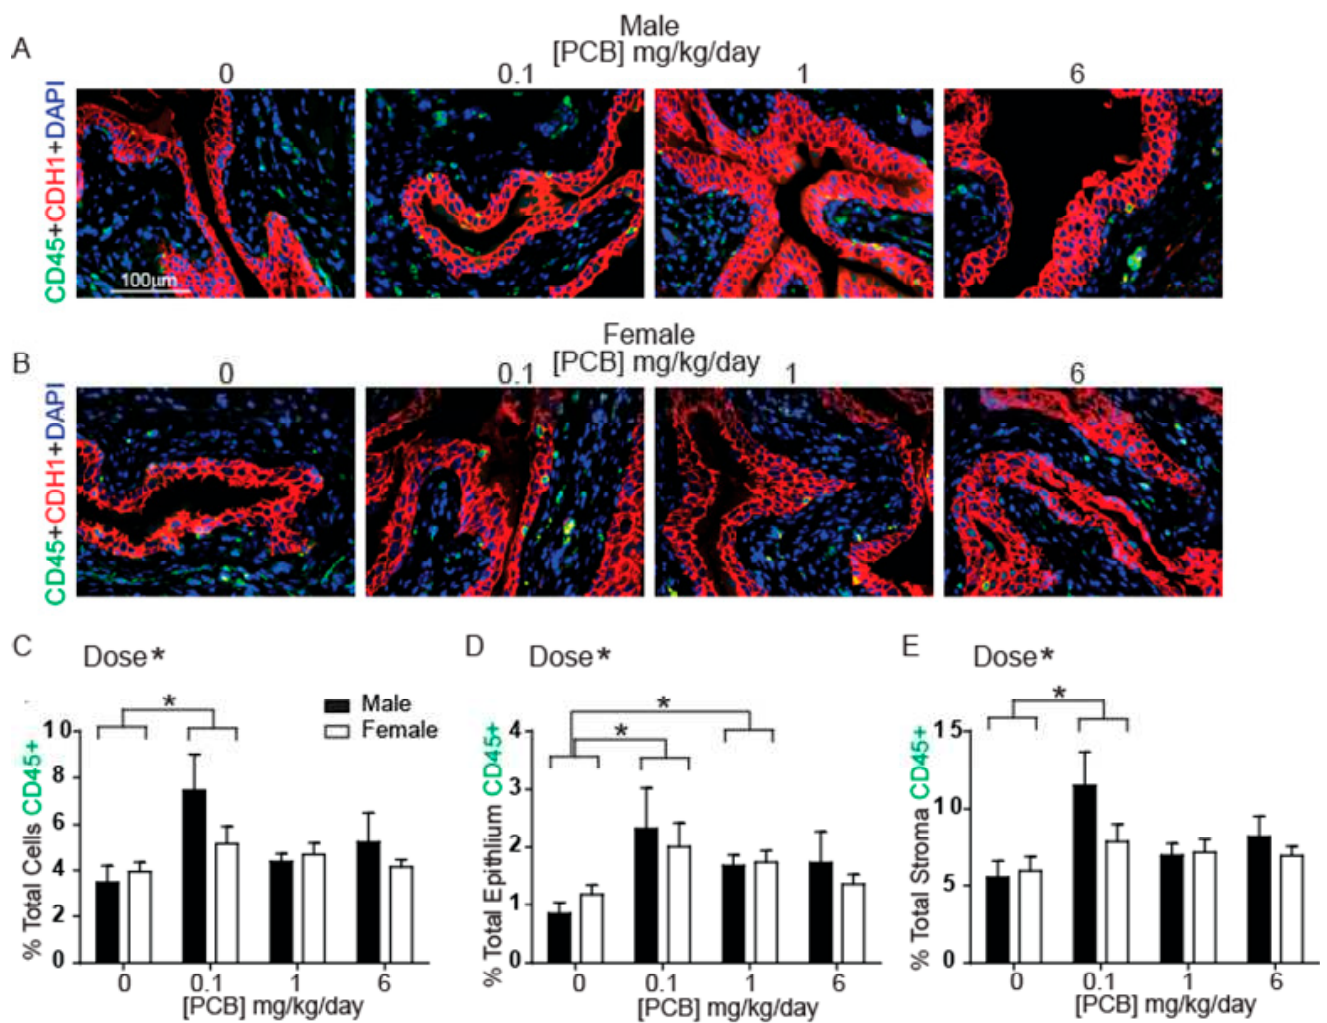 A
Male
[PCB] mg/kg/day
0 0.1 1 6
CD45+CDH1+DAPI
100µm
B
Female
[PCB] mg/kg/day
0 0.1 1 6
CD45+CDH1+DAPI
C Dose*
*
Male
Female
% Total Cells CD45+
10
8
6
4
2
0
0 0.1 1 6
[PCB] mg/kg/day
D Dose*
*
*
% Total Epithlium CD45+
4
3
2
1
0
0 0.1 1 6
[PCB] mg/kg/day
E Dose*
*
% Total Stroma CD45+
15
10
5
0
0 0.1 1 6
[PCB] mg/kg/day